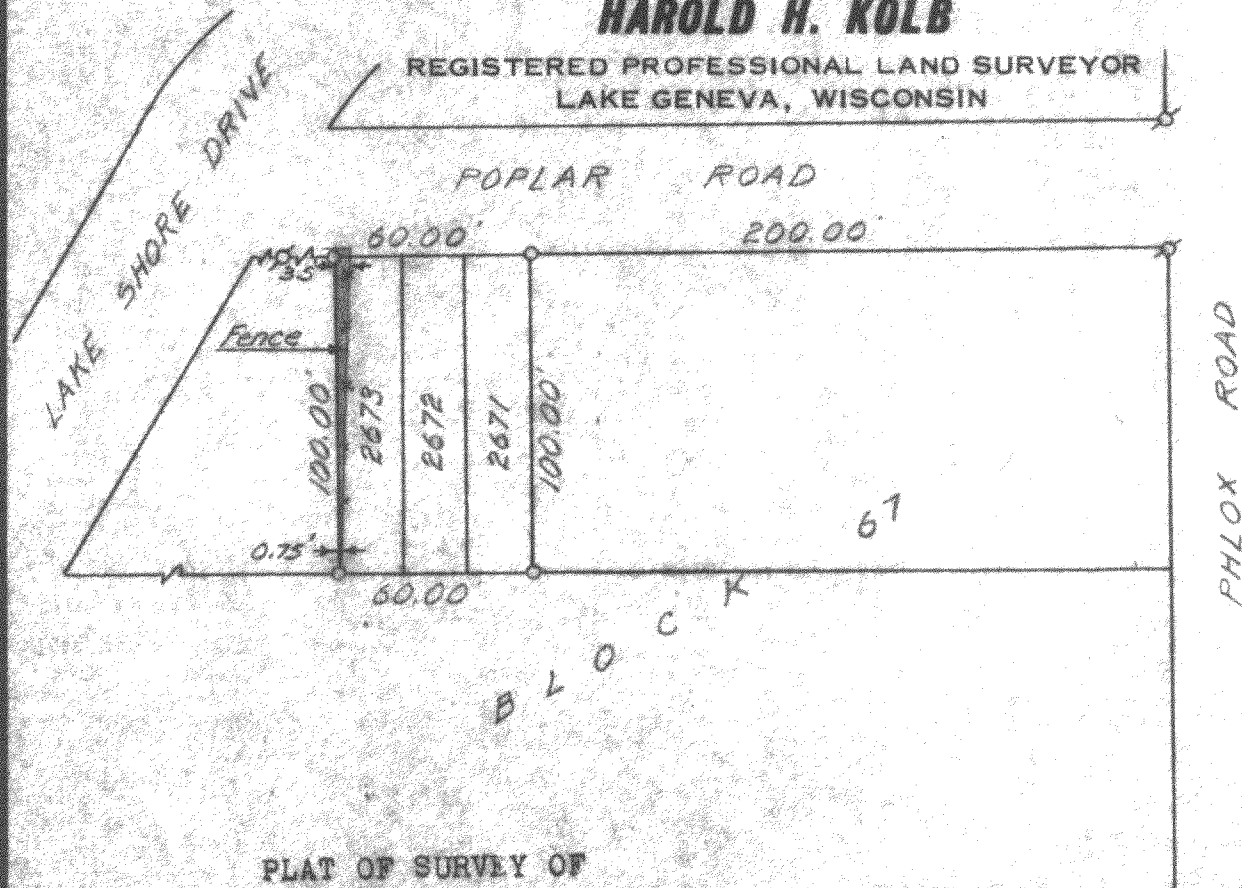 HAROLD H. KOLB
REGISTERED PROFESSIONAL LAND SURVEYOR
LAKE GENEVA, WISCONSIN
LAKE SHORE DRIVE
POPLAR ROAD
60.00'
200.00'
Fence
100.00'
2673
2672
2671
100.00'
0.75'
60.00'
BLOCK 67
PHLOX ROAD
PLAT OF SURVEY OF